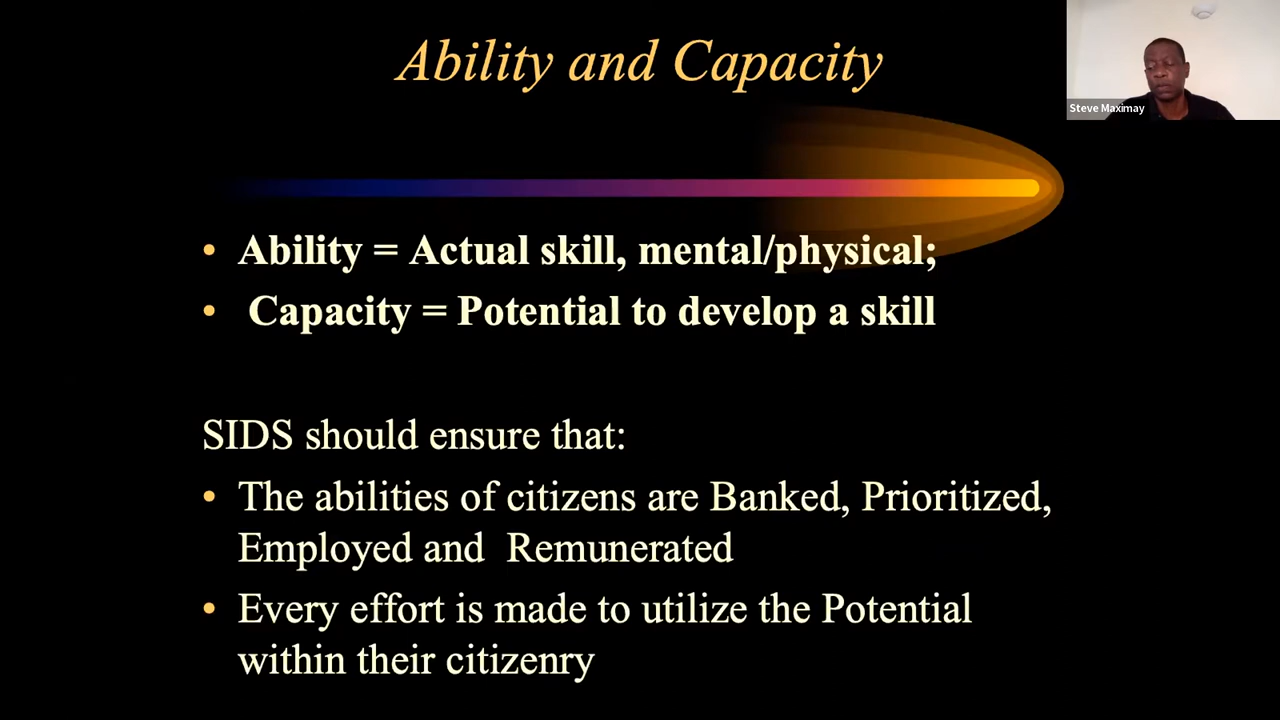 Ability and Capacity
Steve Maximay
• Ability = Actual skill, mental/physical;
• Capacity = Potential to develop a skill
SIDS should ensure that:
• The abilities of citizens are Banked, Prioritized,
Employed and Remunerated
• Every effort is made to utilize the Potential
within their citizenry